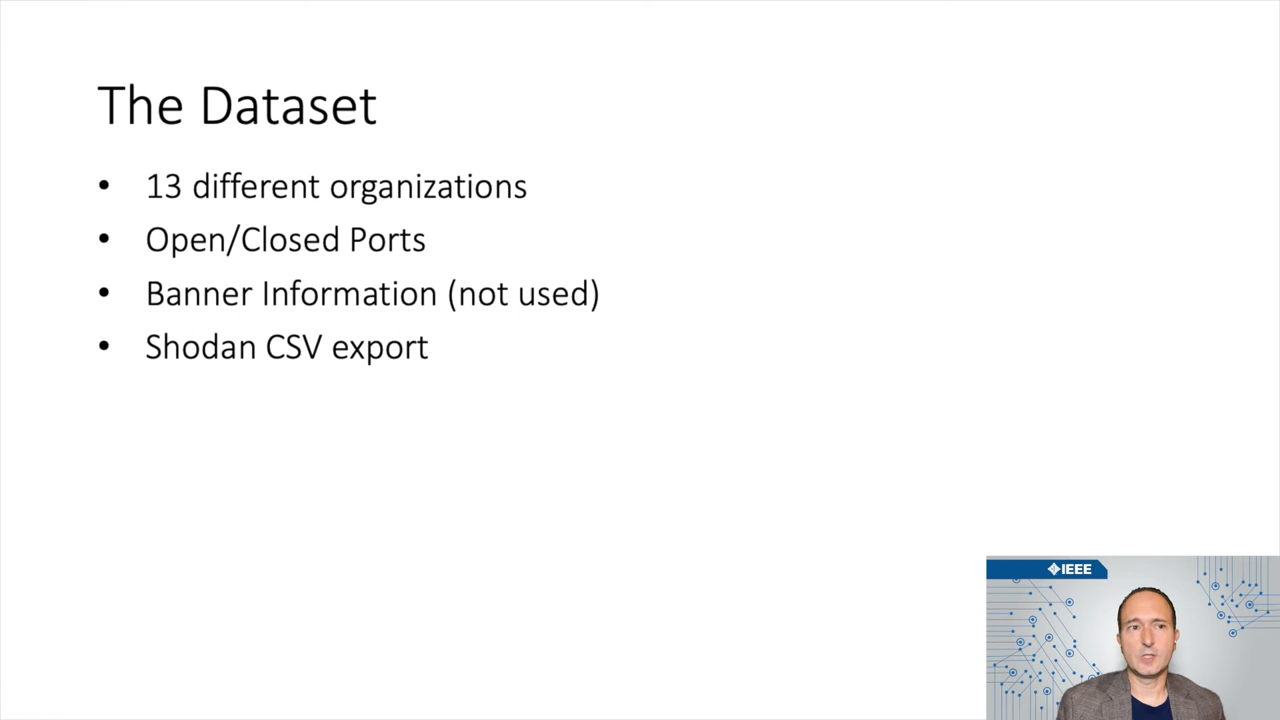 The Dataset
• 13 different organizations
• Open/Closed Ports
• Banner Information (not used)
• Shodan CSV export
IEEE